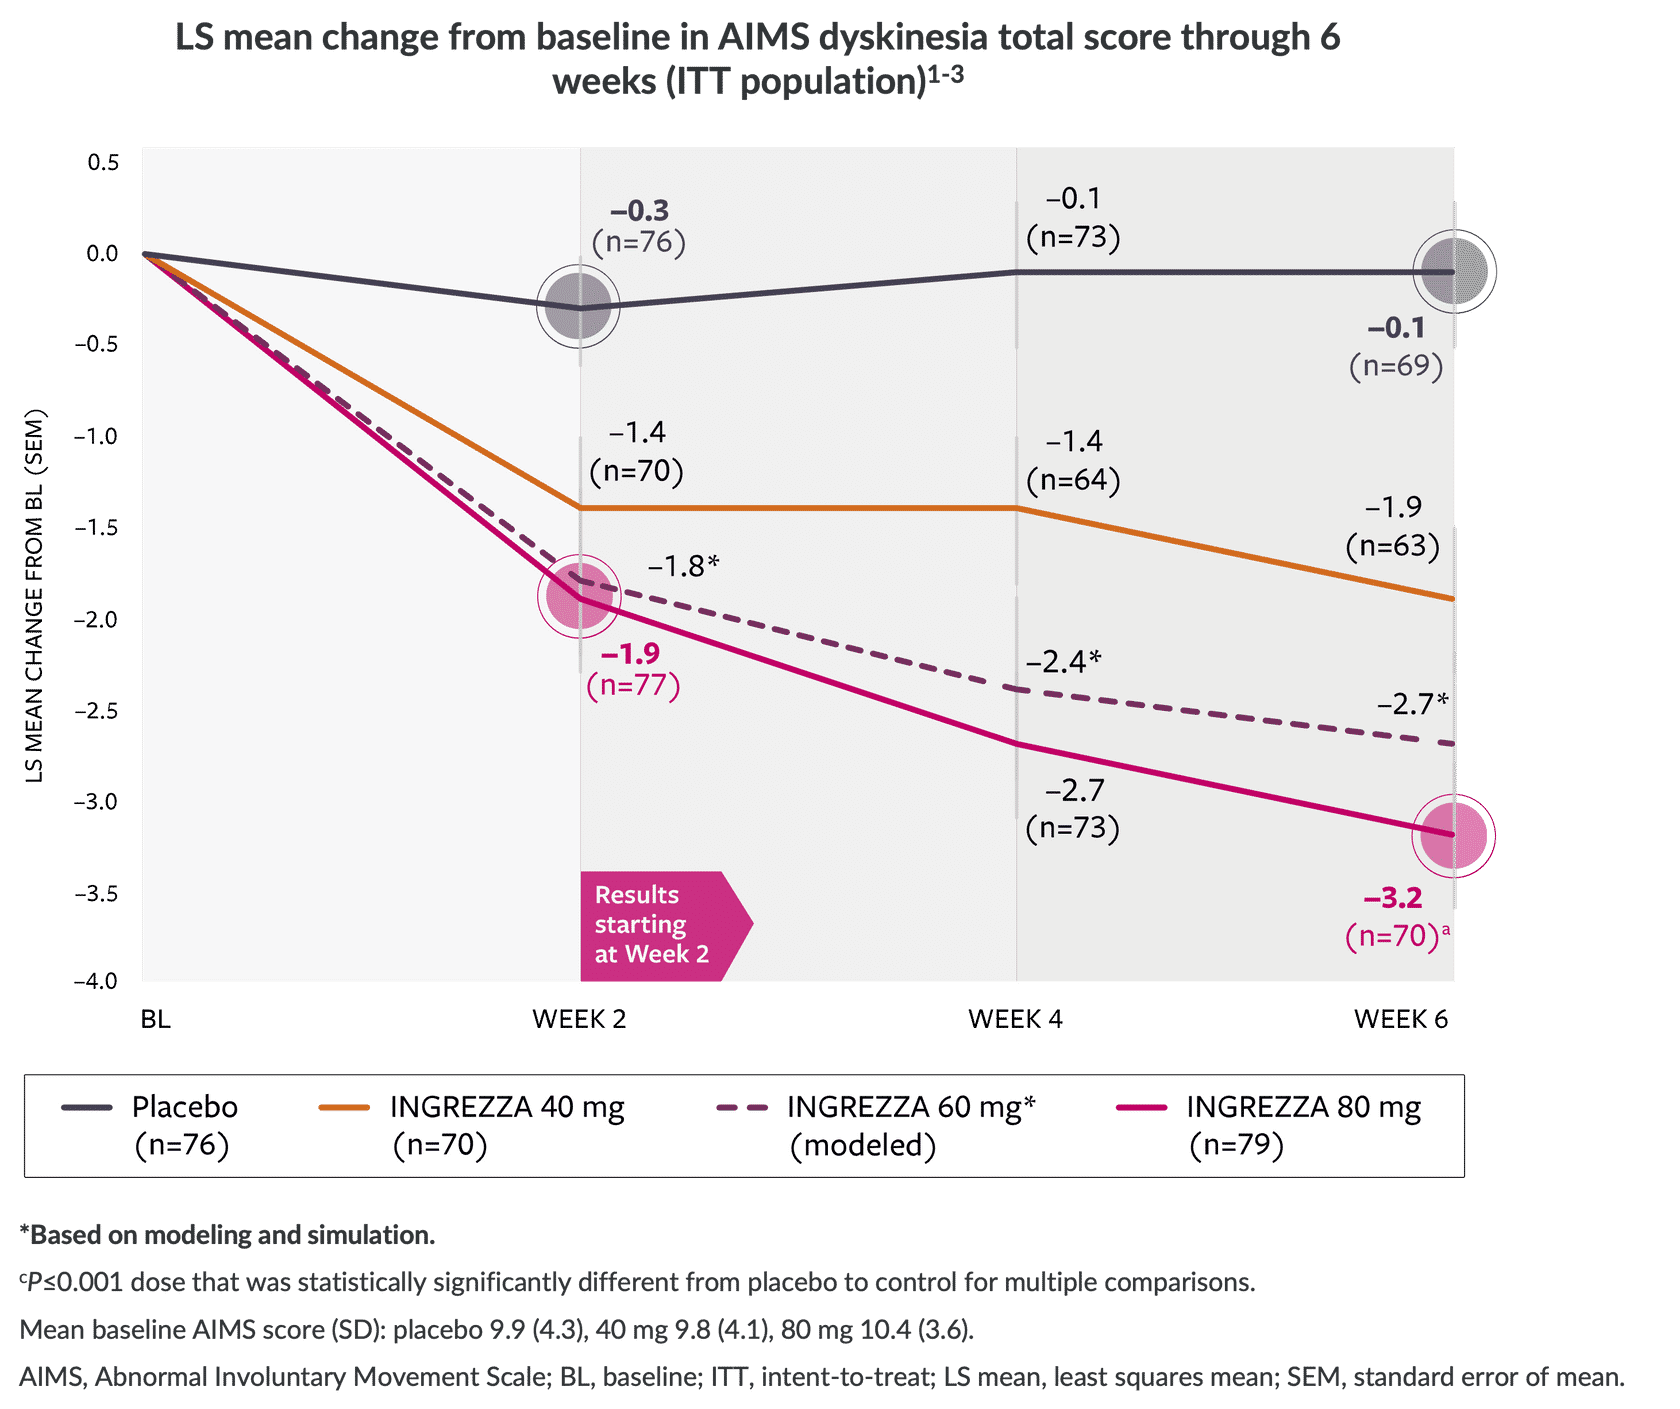 LS mean change from baseline in AIMS dyskinesia total score through 6
weeks (ITT population)¹⁻³
LS MEAN CHANGE FROM BL (SEM)
0.5
0.0
–0.5
–1.0
–1.5
–2.0
–2.5
–3.0
–3.5
–4.0
–0.3
(n=76)
–0.1
(n=73)
–0.1
(n=69)
–1.4
(n=70)
–1.4
(n=64)
–1.9
(n=63)
–1.8*
–2.4*
–2.7*
–1.9
(n=77)
–2.7
(n=73)
–3.2
(n=70)ᵃ
Results
starting
at Week 2
BL
WEEK 2
WEEK 4
WEEK 6
Placebo
(n=76)
INGREZZA 40 mg
(n=70)
INGREZZA 60 mg*
(modeled)
INGREZZA 80 mg
(n=79)
*Based on modeling and simulation.
ᶜP≤0.001 dose that was statistically significantly different from placebo to control for multiple comparisons.
Mean baseline AIMS score (SD): placebo 9.9 (4.3), 40 mg 9.8 (4.1), 80 mg 10.4 (3.6).
AIMS, Abnormal Involuntary Movement Scale; BL, baseline; ITT, intent-to-treat; LS mean, least squares mean; SEM, standard error of mean.